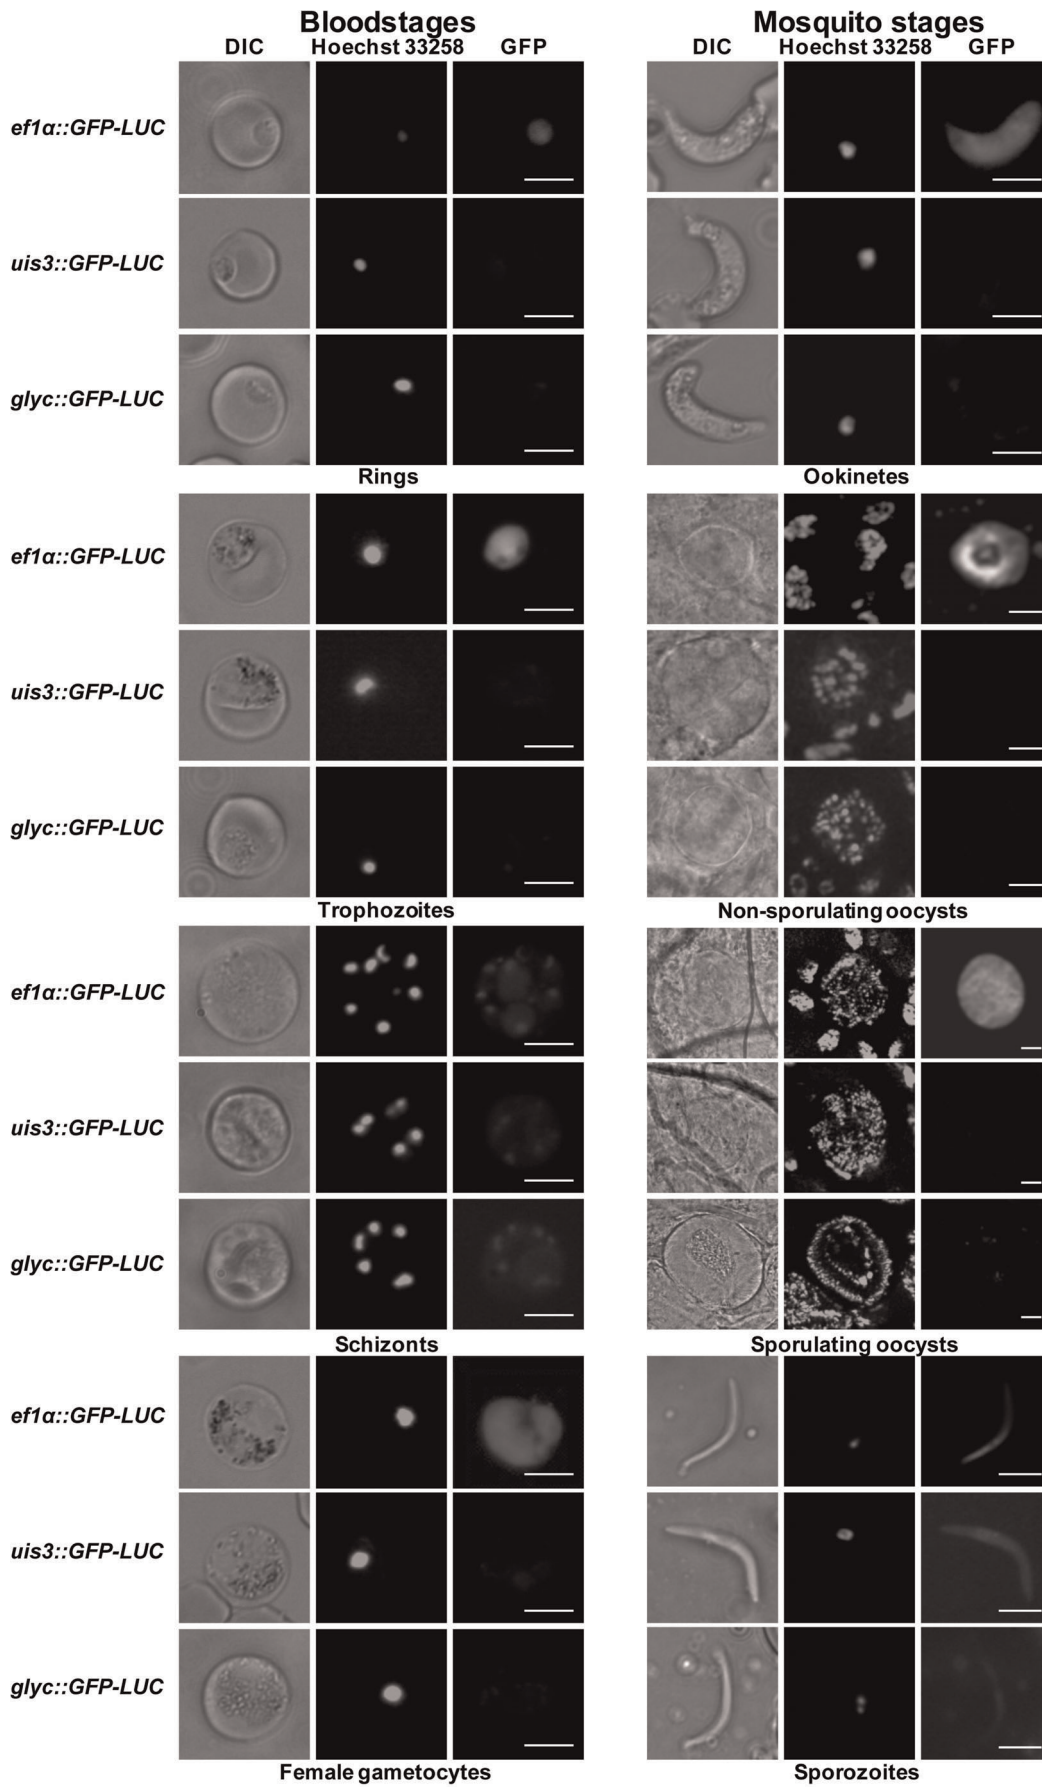 Bloodstages Mosquito stages
DIC Hoechst 33258 GFP DIC Hoechst 33258 GFP
ef1α::GFP-LUC
uis3::GFP-LUC
glyc::GFP-LUC
Rings Ookinetes
ef1α::GFP-LUC
uis3::GFP-LUC
glyc::GFP-LUC
Trophozoites Non-sporulating oocysts
ef1α::GFP-LUC
uis3::GFP-LUC
glyc::GFP-LUC
Schizonts Sporulating oocysts
ef1α::GFP-LUC
uis3::GFP-LUC
glyc::GFP-LUC
Female gametocytes Sporozoites